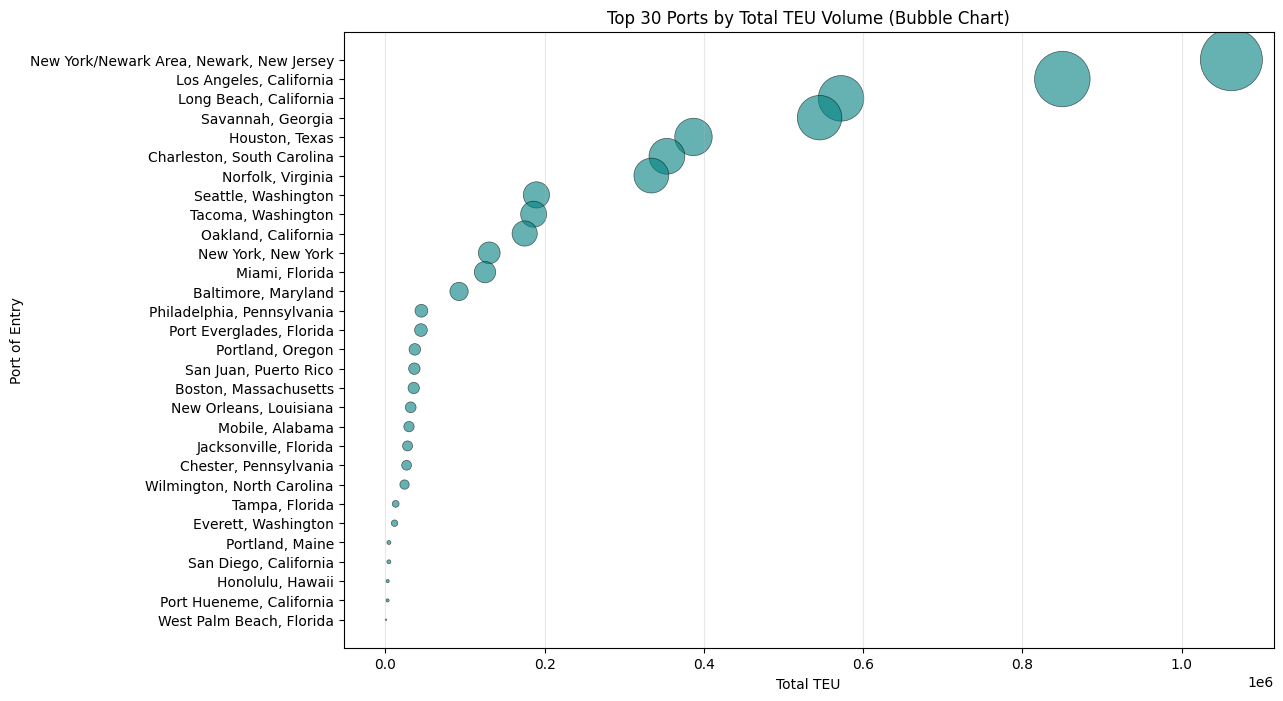 Top 30 Ports by Total TEU Volume (Bubble Chart)
Port of Entry
New York/Newark Area, Newark, New Jersey
Los Angeles, California
Long Beach, California
Savannah, Georgia
Houston, Texas
Charleston, South Carolina
Norfolk, Virginia
Seattle, Washington
Tacoma, Washington
Oakland, California
New York, New York
Miami, Florida
Baltimore, Maryland
Philadelphia, Pennsylvania
Port Everglades, Florida
Portland, Oregon
San Juan, Puerto Rico
Boston, Massachusetts
New Orleans, Louisiana
Mobile, Alabama
Jacksonville, Florida
Chester, Pennsylvania
Wilmington, North Carolina
Tampa, Florida
Everett, Washington
Portland, Maine
San Diego, California
Honolulu, Hawaii
Port Hueneme, California
West Palm Beach, Florida
0.0 0.2 0.4 0.6 0.8 1.0
Total TEU
1e6